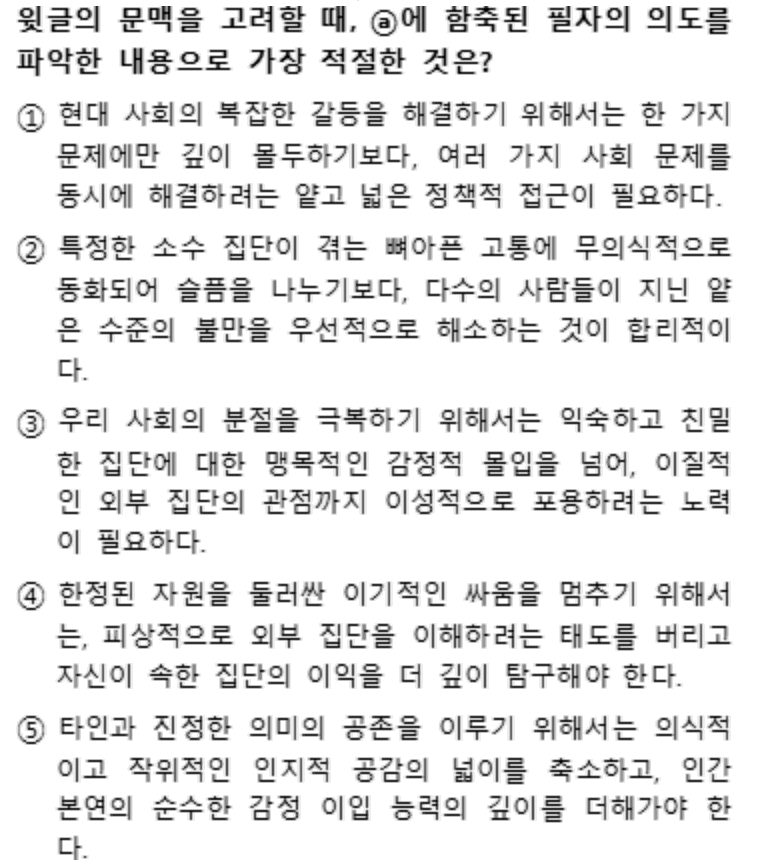 윗글의 문맥을 고려할 때, ⓐ에 함축된 필자의 의도를
파악한 내용으로 가장 적절한 것은?
① 현대 사회의 복잡한 갈등을 해결하기 위해서는 한 가지
문제에만 깊이 몰두하기보다, 여러 가지 사회 문제를
동시에 해결하려는 얕고 넓은 정책적 접근이 필요하다.
② 특정한 소수 집단이 겪는 뼈아픈 고통에 무의식적으로
동화되어 슬픔을 나누기보다, 다수의 사람들이 지닌 얕
은 수준의 불만을 우선적으로 해소하는 것이 합리적이
다.
③ 우리 사회의 분절을 극복하기 위해서는 익숙하고 친밀
한 집단에 대한 맹목적인 감정적 몰입을 넘어, 이질적
인 외부 집단의 관점까지 이성적으로 포용하려는 노력
이 필요하다.
④ 한정된 자원을 둘러싼 이기적인 싸움을 멈추기 위해서
는, 피상적으로 외부 집단을 이해하려는 태도를 버리고
자신이 속한 집단의 이익을 더 깊이 탐구해야 한다.
⑤ 타인과 진정한 의미의 공존을 이루기 위해서는 의식적
이고 작위적인 인지적 공감의 넓이를 축소하고, 인간
본연의 순수한 감정 이입 능력의 깊이를 더해가야 한
다.